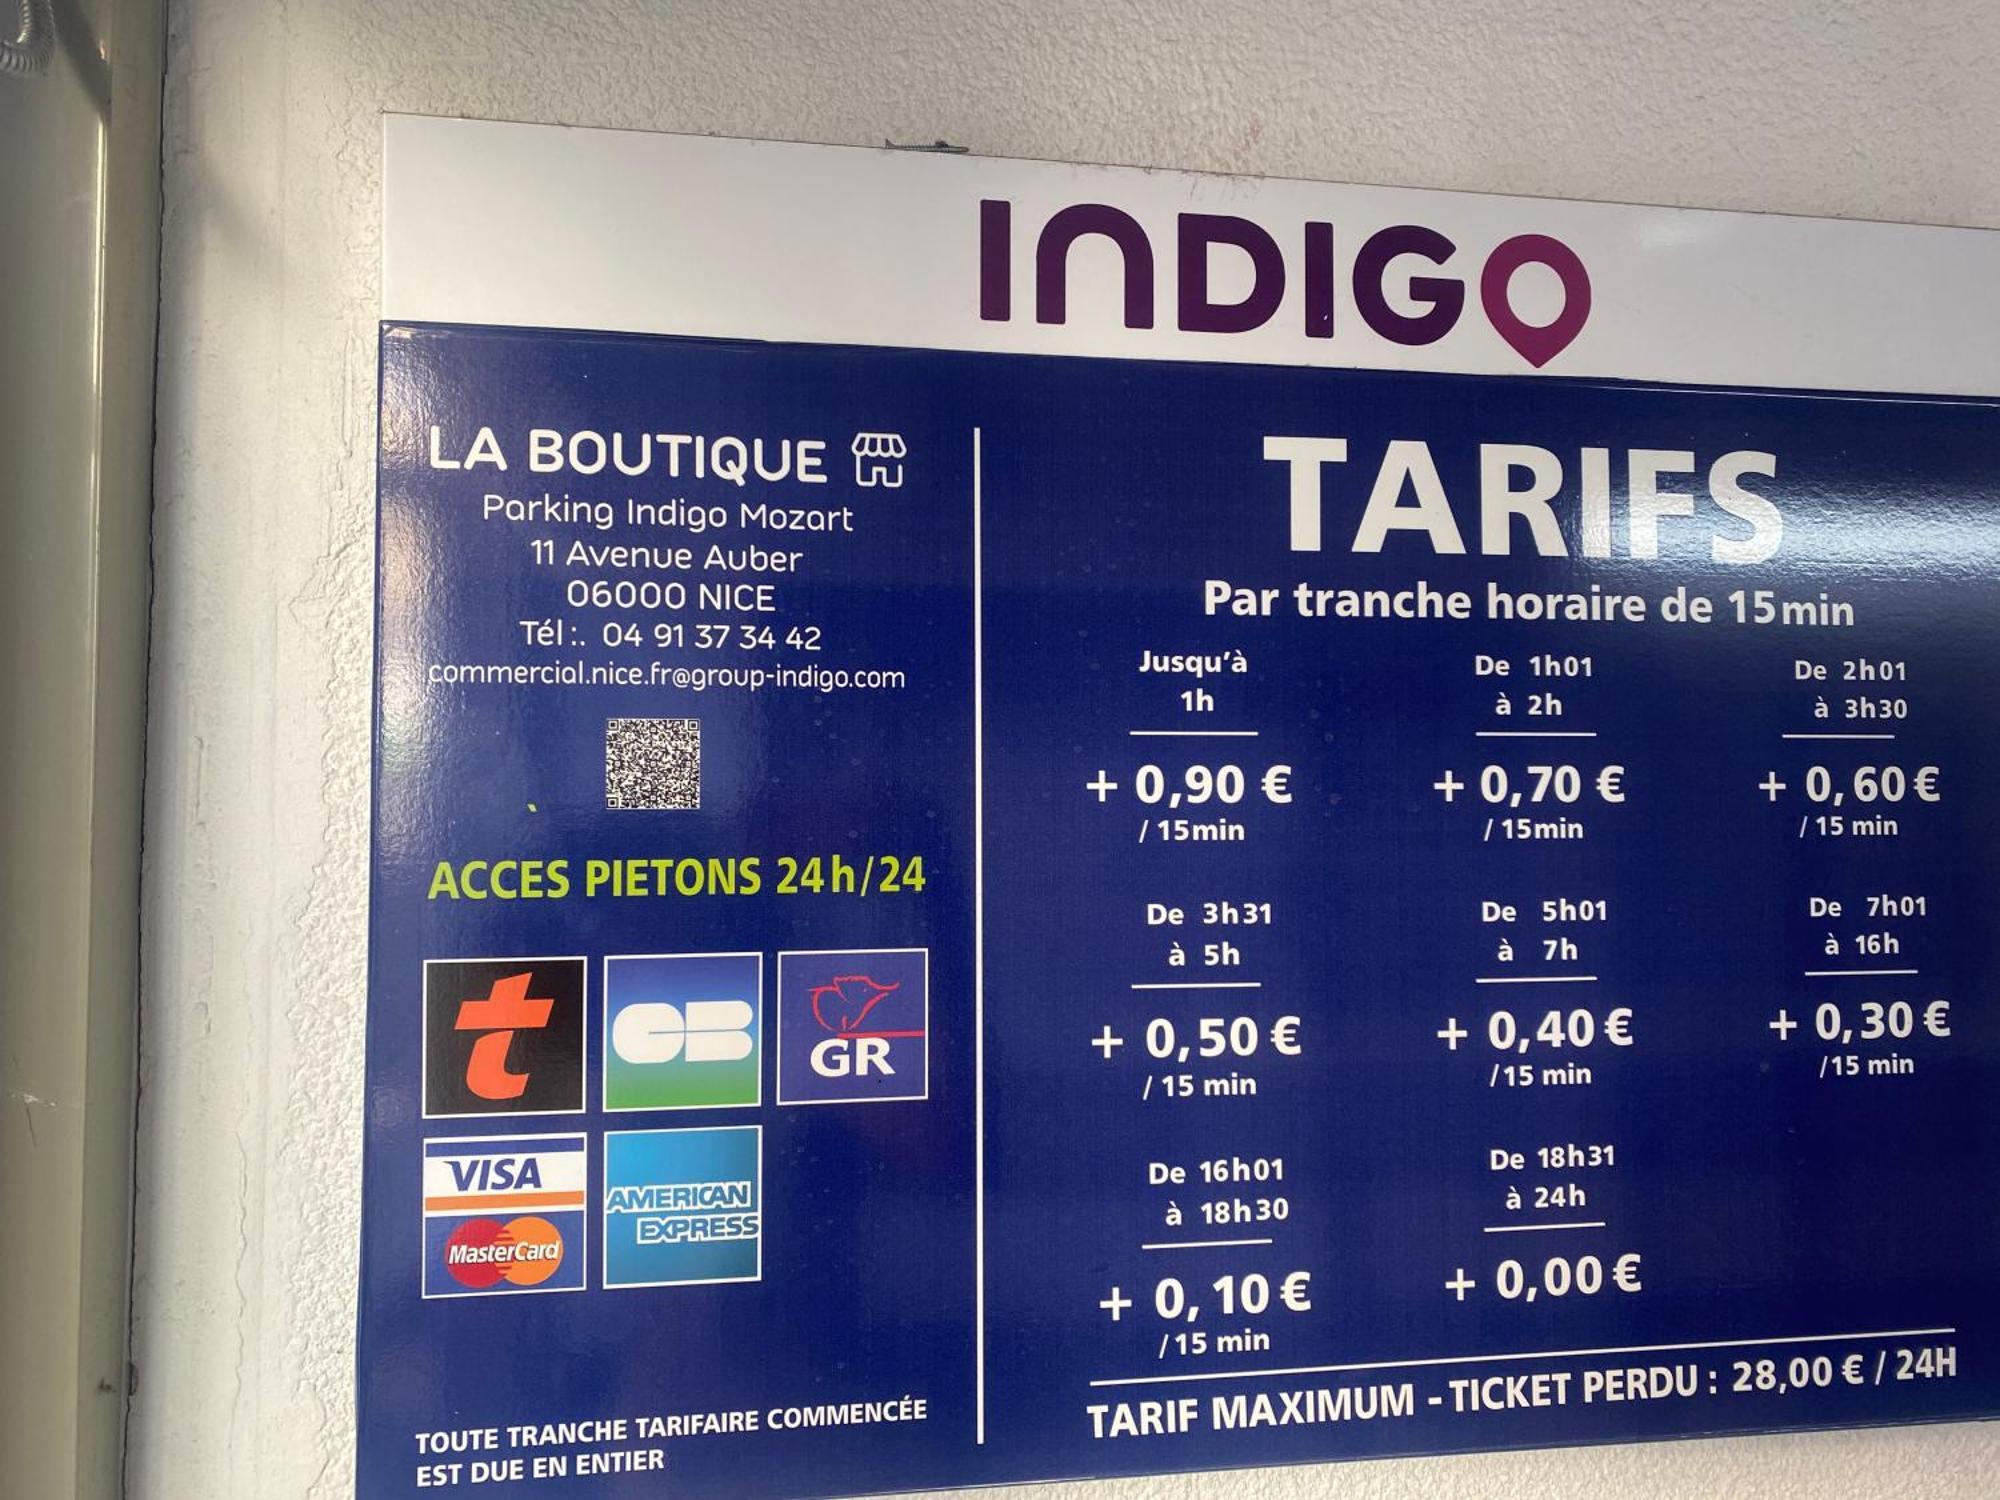 INDIGO
LA BOUTIQUE
Parking Indigo Mozart
11 Avenue Auber
06000 NICE
Tél :. 04 91 37 34 42
commercial.nice.fr@group-indigo.com
ACCES PIETONS 24h/24
t
CB
GR
VISA
MasterCard
AMERICAN
EXPRESS
TOUTE TRANCHE TARIFAIRE COMMENCÉE
EST DUE EN ENTIER
TARIFS
Par tranche horaire de 15min
Jusqu'à
1h
+ 0,90 €
/ 15min
De 1h01
à 2h
+ 0,70 €
/ 15min
De 2h01
à 3h30
+ 0,60 €
/ 15 min
De 3h31
à 5h
+ 0,50 €
/ 15 min
De 5h01
à 7h
+ 0,40 €
/15 min
De 7h01
à 16h
+ 0,30 €
/15 min
De 16h01
à 18h30
+ 0,10 €
/15 min
De 18h31
à 24h
+ 0,00 €
TARIF MAXIMUM - TICKET PERDU : 28,00 € / 24H